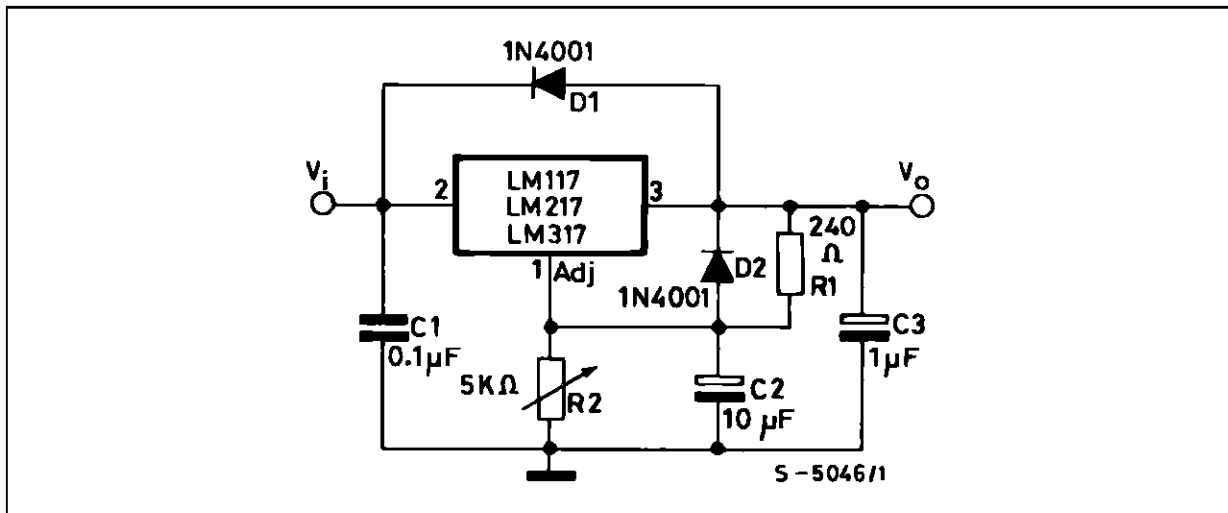 1N4001
D1
Vi
2
LM117
LM217
LM317
3
Vo
1 Adj
D2
1N4001
240
Ω
R1
C1
0.1µF
5KΩ
R2
C2
10 µF
C3
1µF
S-5046/1